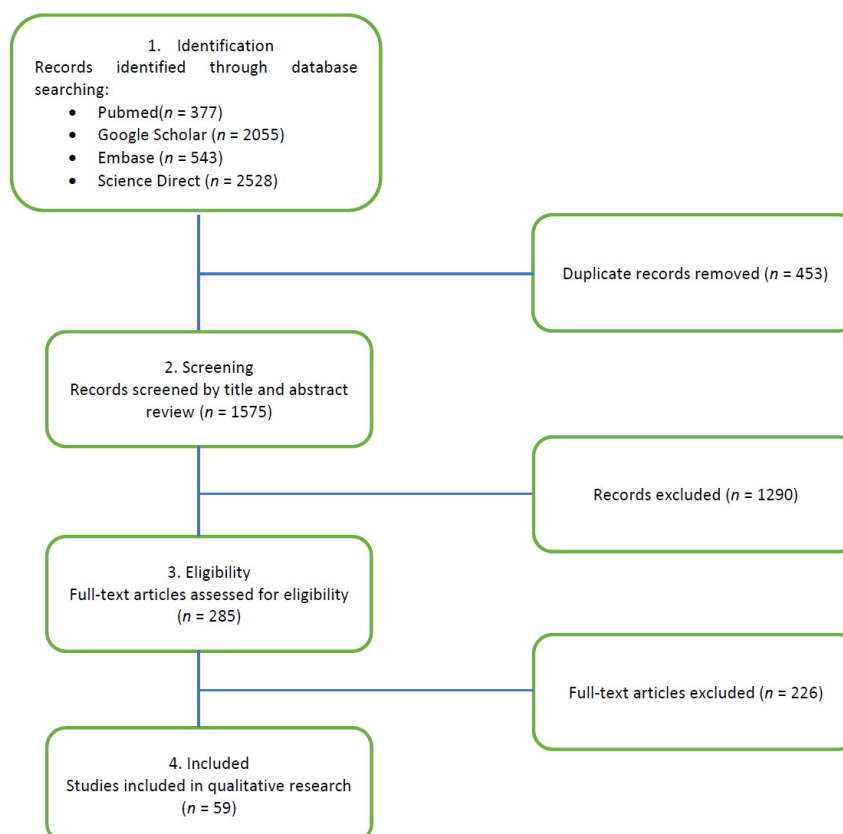 1. Identification
Records identified through database
searching:
• Pubmed(n = 377)
• Google Scholar (n = 2055)
• Embase (n = 543)
• Science Direct (n = 2528)
Duplicate records removed (n = 453)
2. Screening
Records screened by title and abstract
review (n = 1575)
Records excluded (n = 1290)
3. Eligibility
Full-text articles assessed for eligibility
(n = 285)
Full-text articles excluded (n = 226)
4. Included
Studies included in qualitative research
(n = 59)